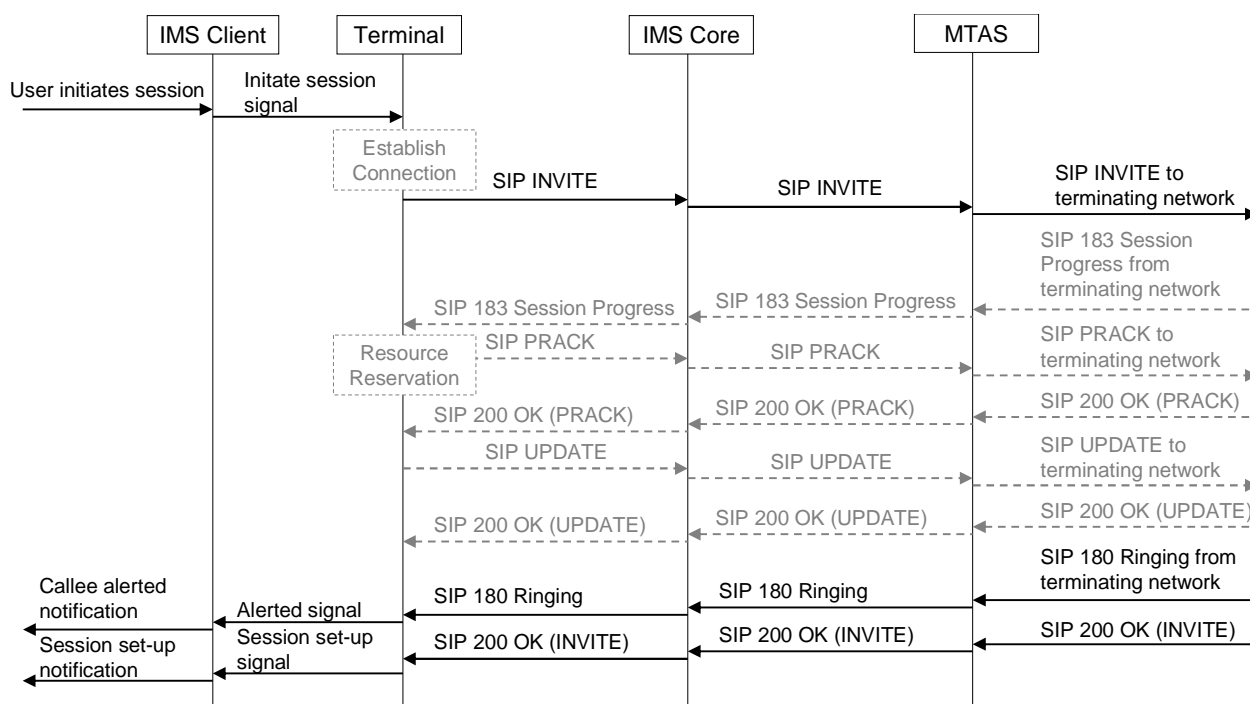 IMS Client
Terminal
IMS Core
MTAS
User initiates session
Initate session
signal
Establish
Connection
SIP INVITE
SIP INVITE
SIP INVITE to
terminating network
SIP 183 Session
Progress from
terminating network
SIP 183 Session Progress
SIP 183 Session Progress
Resource
Reservation
SIP PRACK
SIP PRACK
SIP PRACK to
terminating network
SIP 200 OK (PRACK)
SIP 200 OK (PRACK)
SIP 200 OK (PRACK)
SIP UPDATE
SIP UPDATE
SIP UPDATE to
terminating network
SIP 200 OK (UPDATE)
SIP 200 OK (UPDATE)
SIP 200 OK (UPDATE)
SIP 180 Ringing from
terminating network
SIP 180 Ringing
SIP 180 Ringing
Alerted signal
Callee alerted
notification
SIP 200 OK (INVITE)
SIP 200 OK (INVITE)
SIP 200 OK (INVITE)
Session set-up
signal
Session set-up
notification